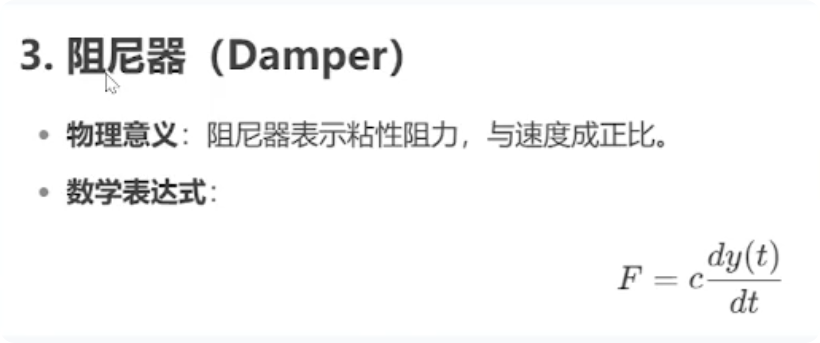 3. 阻尼器（Damper）
• 物理意义：阻尼器表示粘性阻力，与速度成正比。
• 数学表达式：
F = c\frac{dy(t)}{dt}